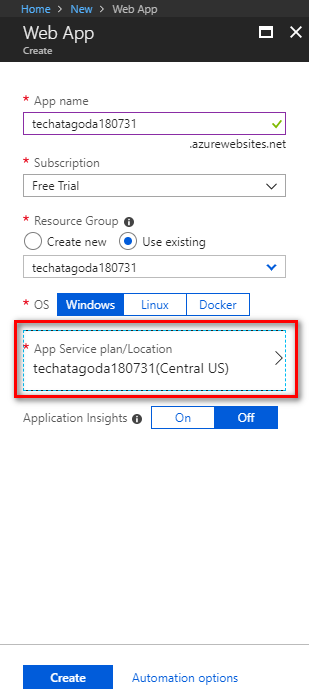 Home > New > Web App
Web App
Create
* App name
techatagoda180731
.azurewebsites.net
* Subscription
Free Trial
* Resource Group
Create new Use existing
techatagoda180731
* OS Windows Linux Docker
* App Service plan/Location
techatagoda180731(Central US)
Application Insights On Off
Create Automation options